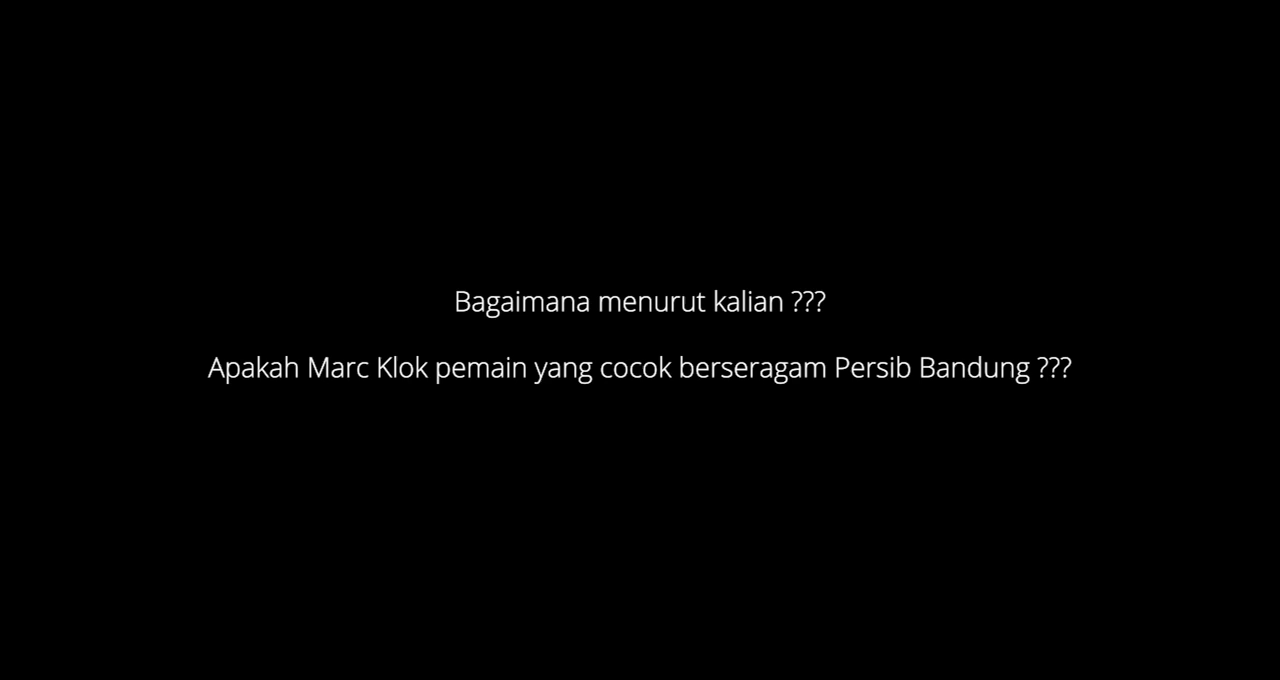 Bagaimana menurut kalian ???
Apakah Marc Klok pemain yang cocok berseragam Persib Bandung ???